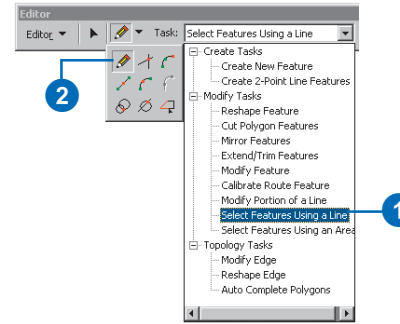 Editor
Editor Task: Select Features Using a Line
Create Tasks
Create New Feature
Create 2-Point Line Features
2
Modify Tasks
Reshape Feature
Cut Polygon Features
Mirror Features
Extend/Trim Features
Modify Feature
Calibrate Route Feature
Modify Portion of a Line
Select Features Using a Line 1
Select Features Using an Area
Topology Tasks
Modify Edge
Reshape Edge
Auto Complete Polygons